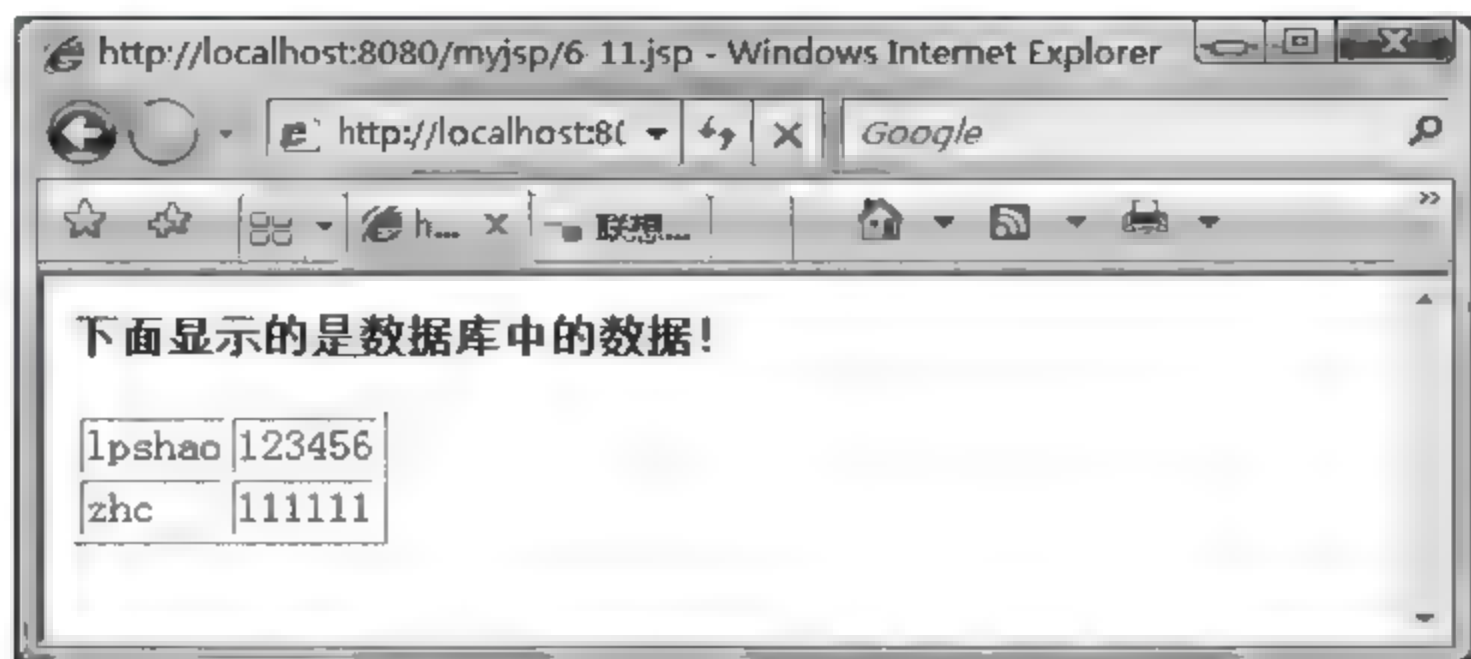 http://localhost:8080/myjsp/6-11.jsp - Windows Internet Explorer
http://localhost:8( Google
h... 联想...
下面显示的是数据库中的数据!
lpshao 123456
zhc 111111